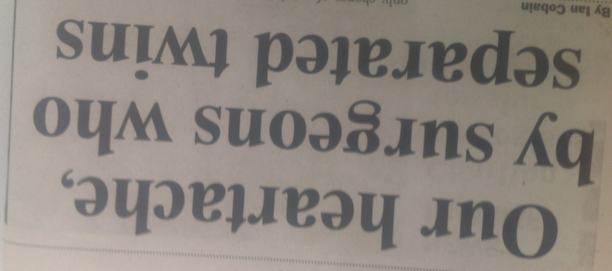 Our heartache,
by surgeons who
separated twins
By Ian Cobain